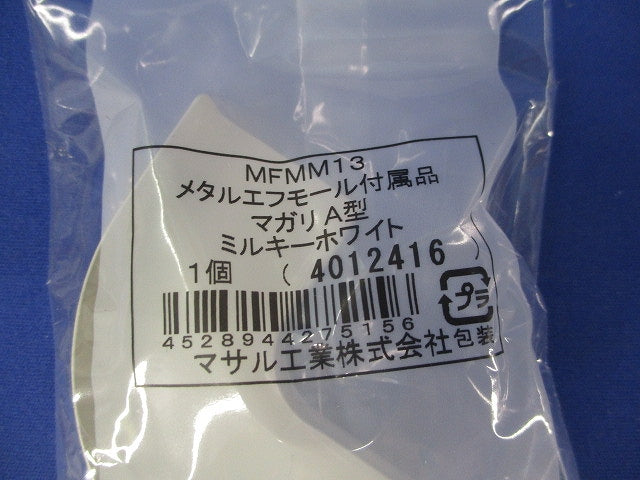 MFMM13
メタルエフモール付属品
マガリA型
ミルキーホワイト
1個 (4012416)
プラ
4528944275156
マサル工業株式会社 包装